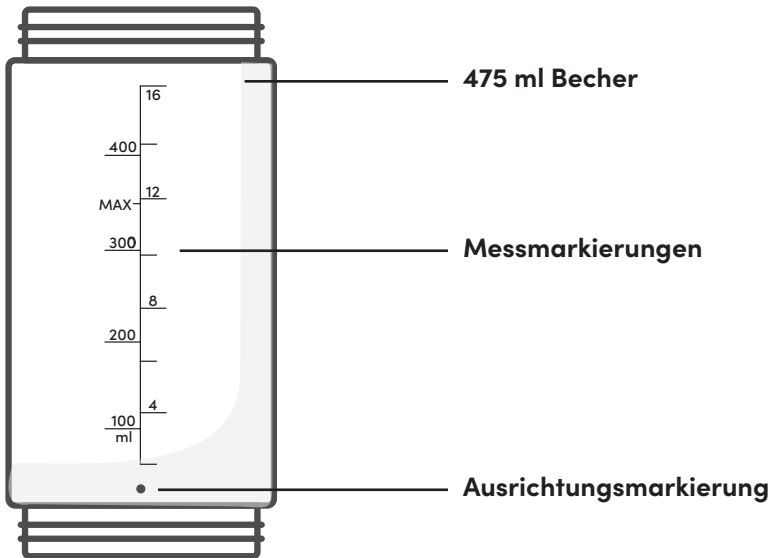 16
475 ml Becher
400
12
MAX
300
Messmarkierungen
8
200
4
100
ml
Ausrichtungsmarkierung